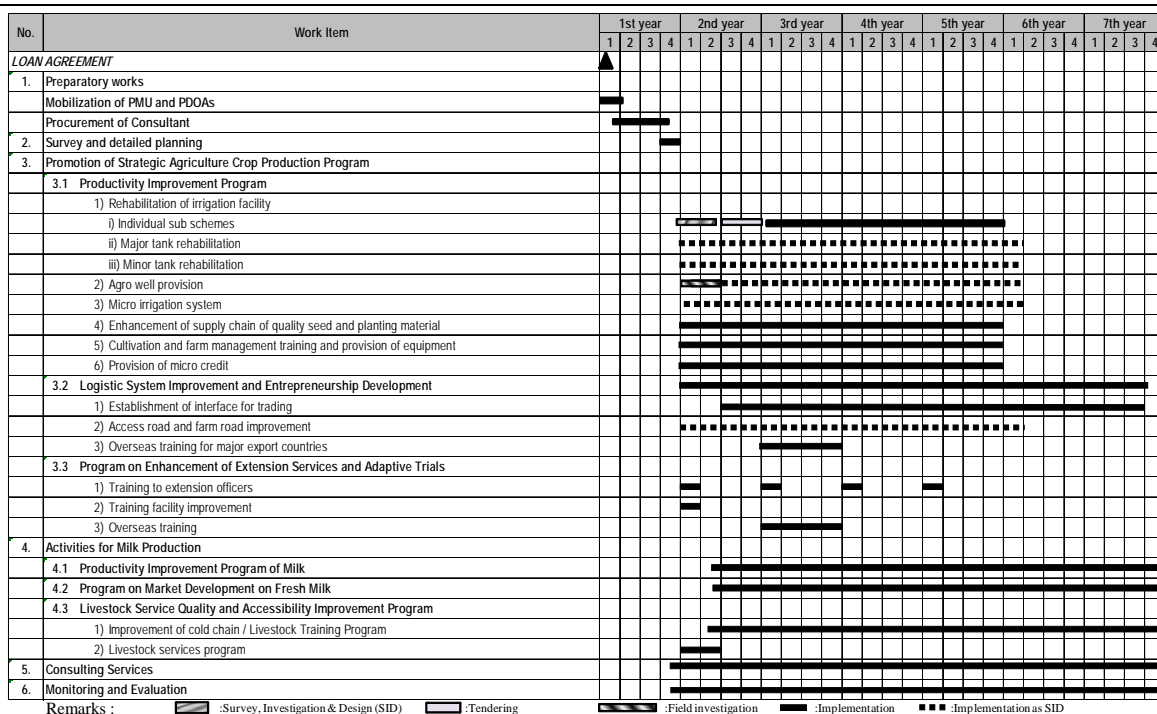 No. Work Item 1st year 2nd year 3rd year 4th year 5th year 6th year 7th year
1 2 3 4 1 2 3 4 1 2 3 4 1 2 3 4 1 2 3 4 1 2 3 4 1 2 3 4
LOAN AGREEMENT
1. Preparatory works
Mobilization of PMU and PDOAs
Procurement of Consultant
2. Survey and detailed planning
3. Promotion of Strategic Agriculture Crop Production Program
3.1 Productivity Improvement Program
1) Rehabilitation of irrigation facility
i) Individual sub schemes
ii) Major tank rehabilitation
iii) Minor tank rehabilitation
2) Agro well provision
3) Micro irrigation system
4) Enhancement of supply chain of quality seed and planting material
5) Cultivation and farm management training and provision of equipment
6) Provision of micro credit
3.2 Logistic System Improvement and Entrepreneurship Development
1) Establishment of interface for trading
2) Access road and farm road improvement
3) Overseas training for major export countries
3.3 Program on Enhancement of Extension Services and Adaptive Trials
1) Training to extension officers
2) Training facility improvement
3) Overseas training
4. Activities for Milk Production
4.1 Productivity Improvement Program of Milk
4.2 Program on Market Development on Fresh Milk
4.3 Livestock Service Quality and Accessibility Improvement Program
1) Improvement of cold chain / Livestock Training Program
2) Livestock services program
5. Consulting Services
6. Monitoring and Evaluation
Remarks : :Survey, Investigation & Design (SID) :Tendering :Field investigation :Implementation :Implementation as SID